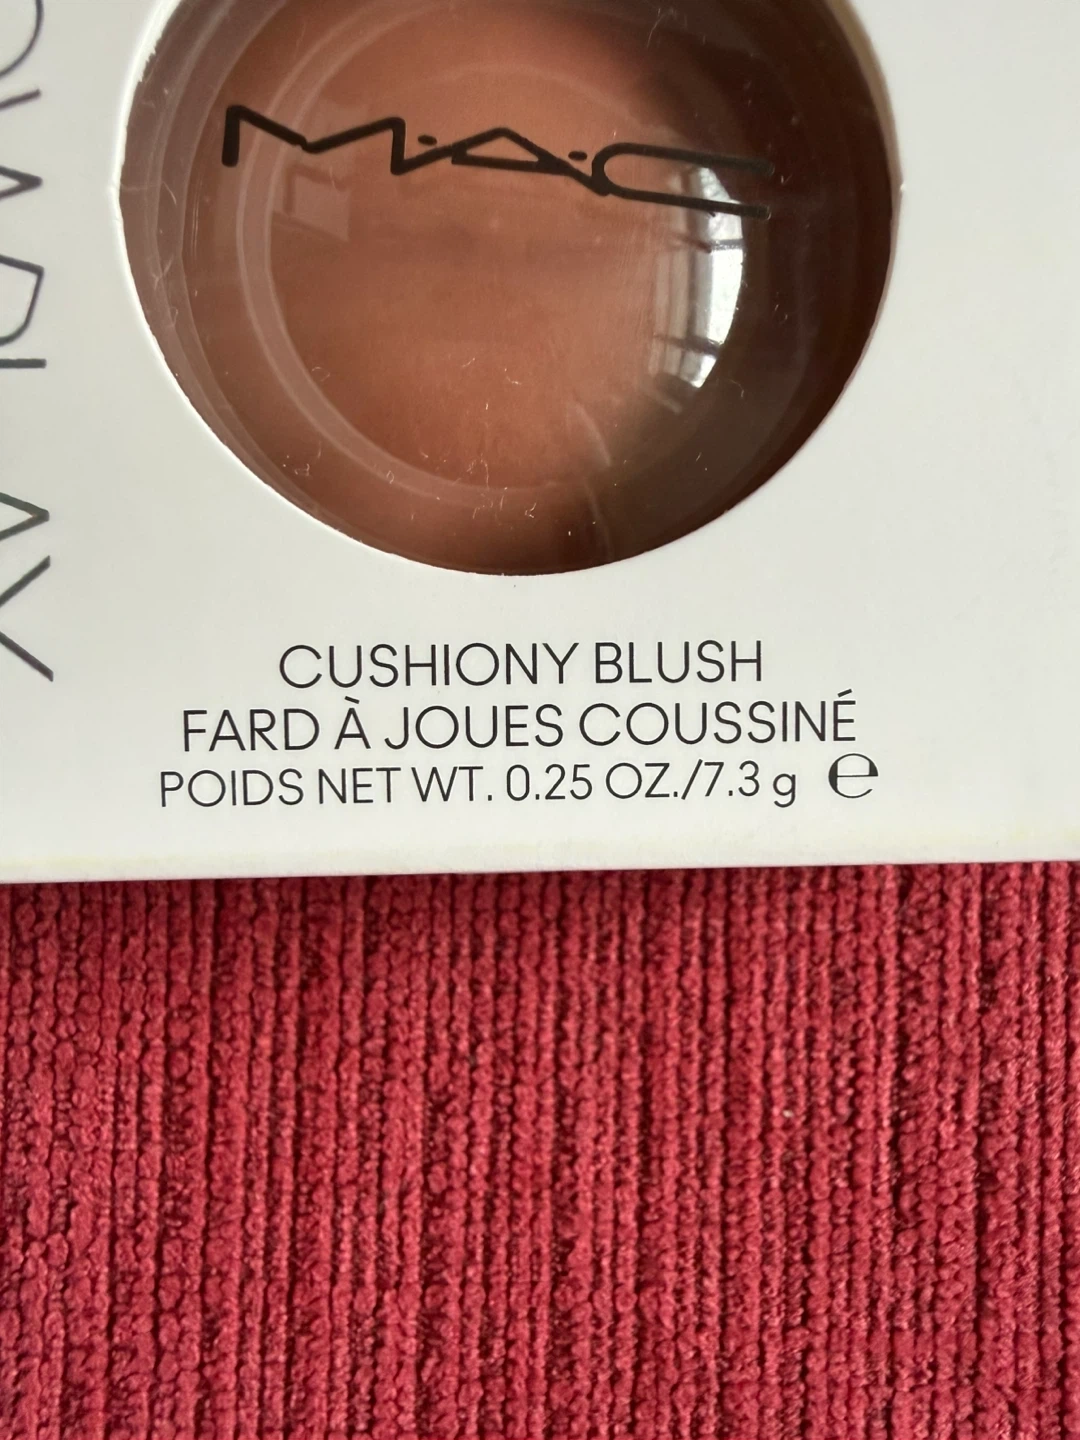 M·A·C
CUSHIONY BLUSH
FARD À JOUES COUSSINÉ
POIDS NET WT. 0.25 OZ./7.3 g ℮